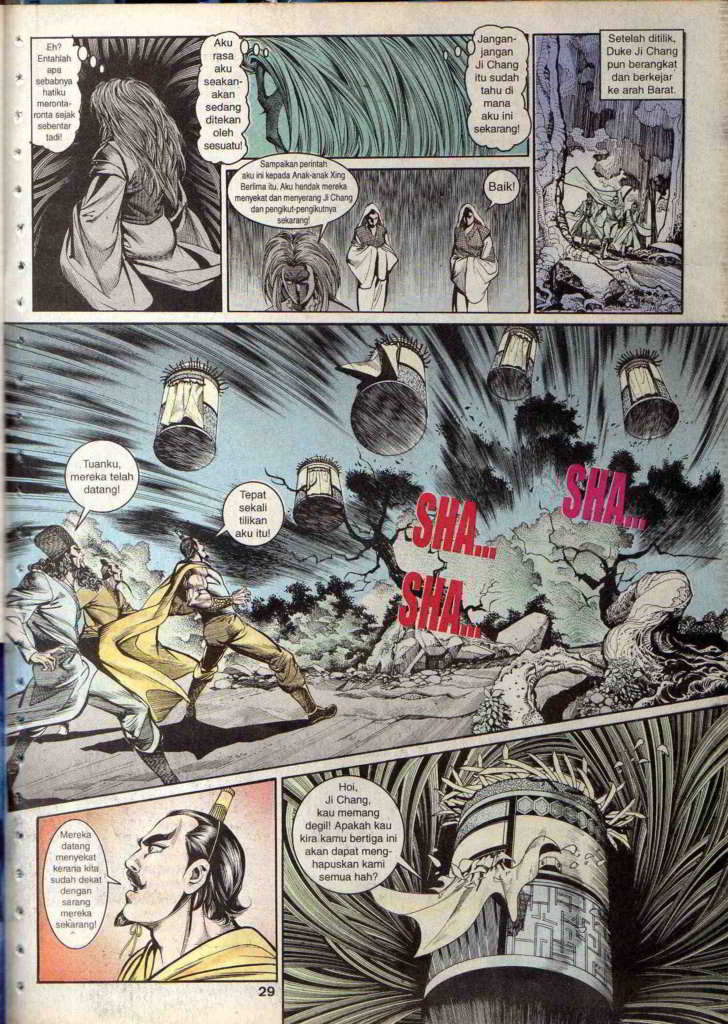 Eh?
Entahlah
apa
sebabnya
hatiku
meronta-
ronta sejak
sebentar
tadi!
Aku
rasa
aku
seakan-
akan
sedang
ditekan
oleh
sesuatu!
Jangan-
jangan
Ji Chang
itu sudah
tahu di
mana
aku ini
sekarang!
Sampaikan perintah
aku ini kepada Anak-anak Xing
Berlima itu. Aku hendak mereka
menyekat dan menyerang Ji Chang
dan pengikut-pengikutnya
sekarang!
Baik!
Setelah ditilik,
Duke Ji Chang
pun berangkat
dan berkejar
ke arah Barat.
Tuanku,
mereka telah
datang!
Tepat
sekali
tilikan
aku itu!
SHA...
SHA...
SHA...
Mereka
datang
menyekat
kerana kita
sudah dekat
dengan
sarang
mereka
sekarang!
Hoi,
Ji Chang,
kau memang
degil! Apakah kau
kira kamu bertiga ini
akan dapat meng-
hapuskan kami
semua hah?
29